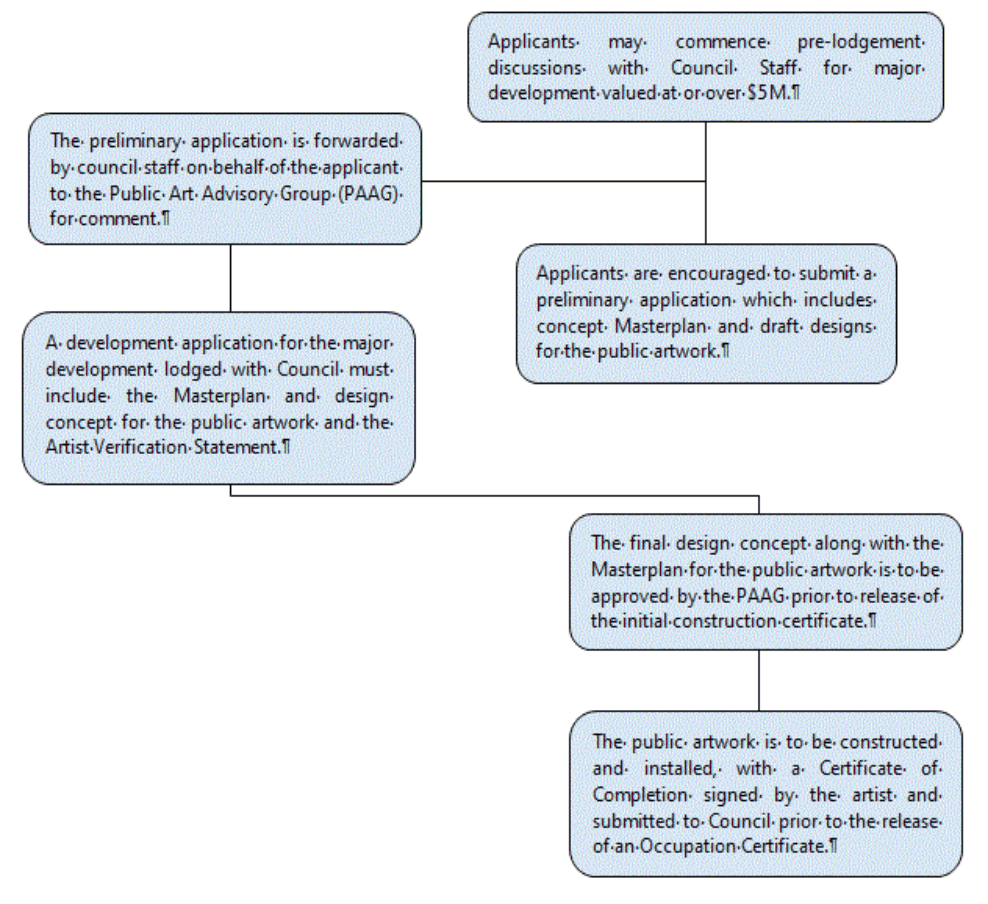 Applicants may commence pre-lodgement
discussions with Council Staff for major
development valued at or over $5M.¶
The preliminary application is forwarded
by council staff on behalf of the applicant
to the Public Art Advisory Group (PAAG)
for comment.¶
Applicants are encouraged to submit a
preliminary application which includes
concept Masterplan and draft designs
for the public artwork.¶
A development application for the major
development lodged with Council must
include the Masterplan and design
concept for the public artwork and the
Artist Verification Statement.¶
The final design concept along with the
Masterplan for the public artwork is to be
approved by the PAAG prior to release of
the initial construction certificate.¶
The public artwork is to be constructed
and installed, with a Certificate of
Completion signed by the artist and
submitted to Council prior to the release
of an Occupation Certificate.¶